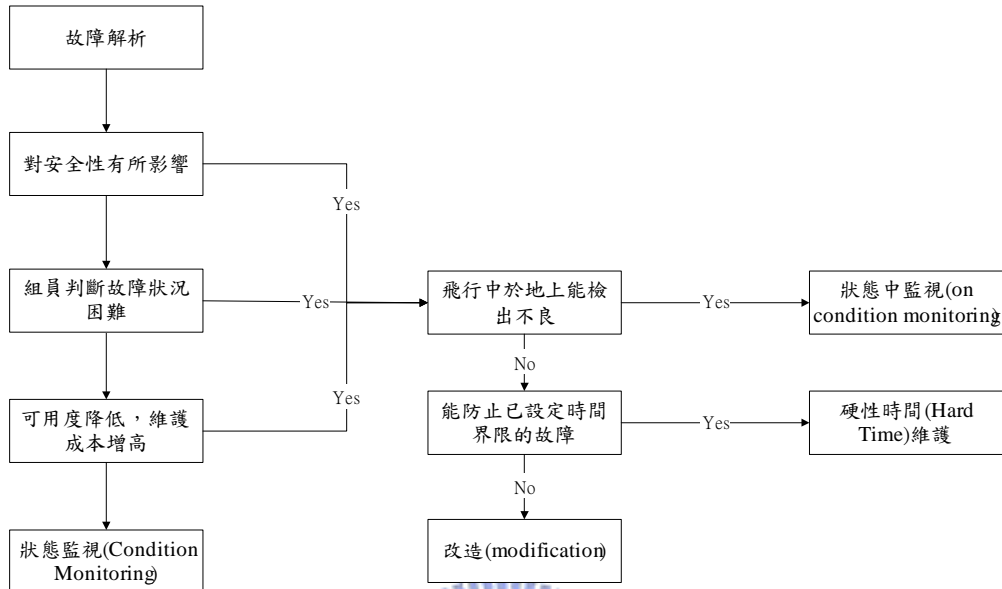 故障解析
對安全性有所影響
Yes
組員判斷故障狀況
困難
Yes
飛行中於地上能檢
出不良
Yes
狀態中監視(on
condition monitoring)
No
可用度降低，維護
成本增高
Yes
能防止已設定時間
界限的故障
Yes
硬性時間(Hard
Time)維護
No
狀態監視(Condition
Monitoring)
改造(modification)